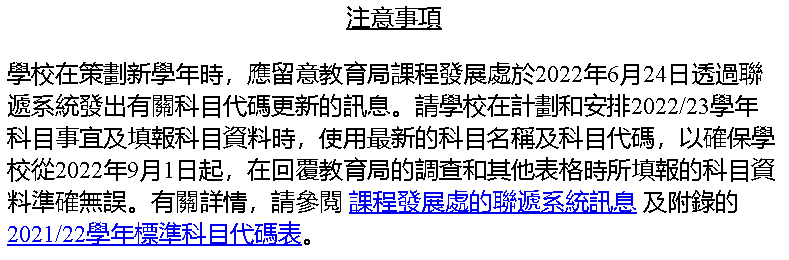 注意事項
學校在策劃新學年時，應留意教育局課程發展處於2022年6月24日透過聯
遞系統發出有關科目代碼更新的訊息。請學校在計劃和安排2022/23學年
科目事宜及填報科目資料時，使用最新的科目名稱及科目代碼，以確保學
校從2022年9月1日起，在回覆教育局的調查和其他表格時所填報的科目資
料準確無誤。有關詳情，請參閱 課程發展處的聯遞系統訊息 及附錄的
2021/22學年標準科目代碼表。